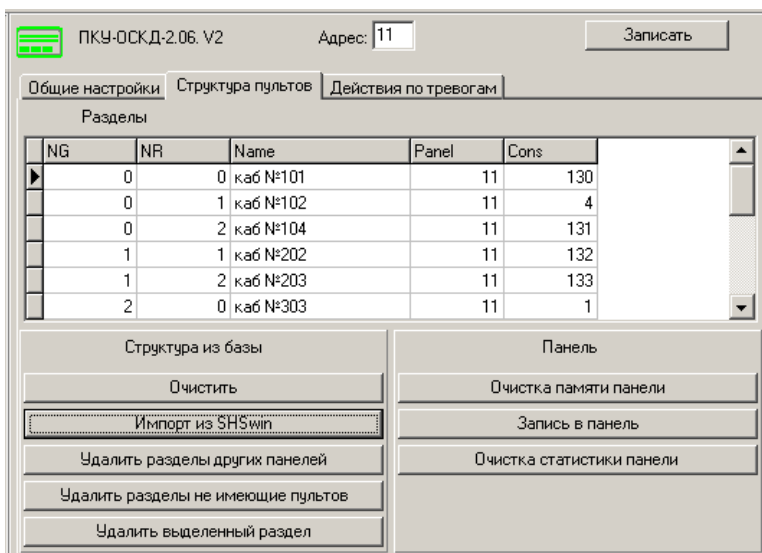 ПКУ-ОСКД-2.06. V2 Адрес: 11 Записать
Общие настройки Структура пультов Действия по тревогам
Разделы
NG NR Name Panel Cons
0 0 каб №101 11 130
0 1 каб №102 11 4
0 2 каб №104 11 131
1 1 каб №202 11 132
1 2 каб №203 11 133
2 0 каб №303 11 1
Структура из базы Панель
Очистить Очистка памяти панели
Импорт из SHSwin Запись в панель
Удалить разделы других панелей Очистка статистики панели
Удалить разделы не имеющие пультов
Удалить выделенный раздел